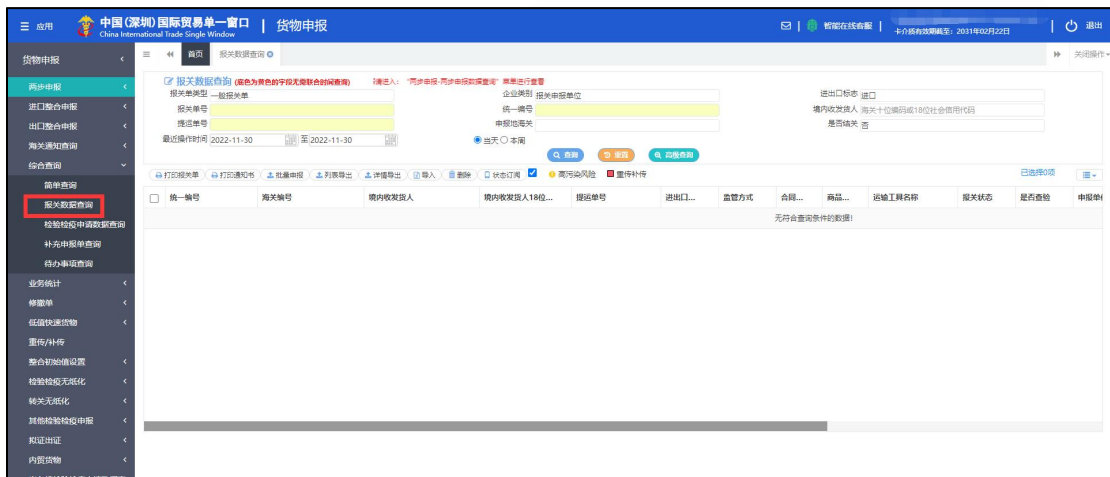 应用
中国(深圳)国际贸易单一窗口 | 货物申报
China International Trade Single Window
智能在线客服
卡介质有效期截至：2031年02月22日
退出
货物申报
首页
报关数据查询
关闭操作
两步申报
进口整合申报
出口整合申报
海关通知查询
综合查询
简单查询
报关数据查询
检验检疫申请数据查询
补充申报单查询
待办事项查询
业务统计
修撤单
低值快速货物
重传/补传
整合初始值设置
检验检疫无纸化
转关无纸化
其他检验检疫申报
拟证出证
内贸货物
报关数据查询 (底色为黄色的字段无需联合时间查询)
请进入： “两步申报-两步申报数据查询” 菜单进行查看
报关单类型 一般报关单
企业类别 报关申报单位
进出口标志 进口
报关单号
统一编号
境内收发货人 海关十位编码或18位社会信用代码
提运单号
申报地海关
是否结关 否
最近操作时间 2022-11-30 至 2022-11-30
当天 本周
查询 重置 高级查询
打印报关单 打印通知书 批量申报 列表导出 详情导出 导入 删除 状态订阅 高污染风险 重传补传
已选择0项
统一编号 海关编号 境内收发货人 境内收发货人18位... 提运单号 进出口... 监管方式 合同... 商品... 运输工具名称 报关状态 是否查验 申报单位
无符合查询条件的数据!